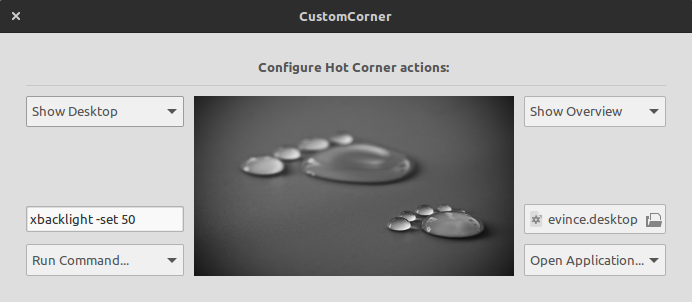 CustomCorner
Configure Hot Corner actions:
Show Desktop
Show Overview
xbacklight -set 50
evince.desktop
Run Command...
Open Application...